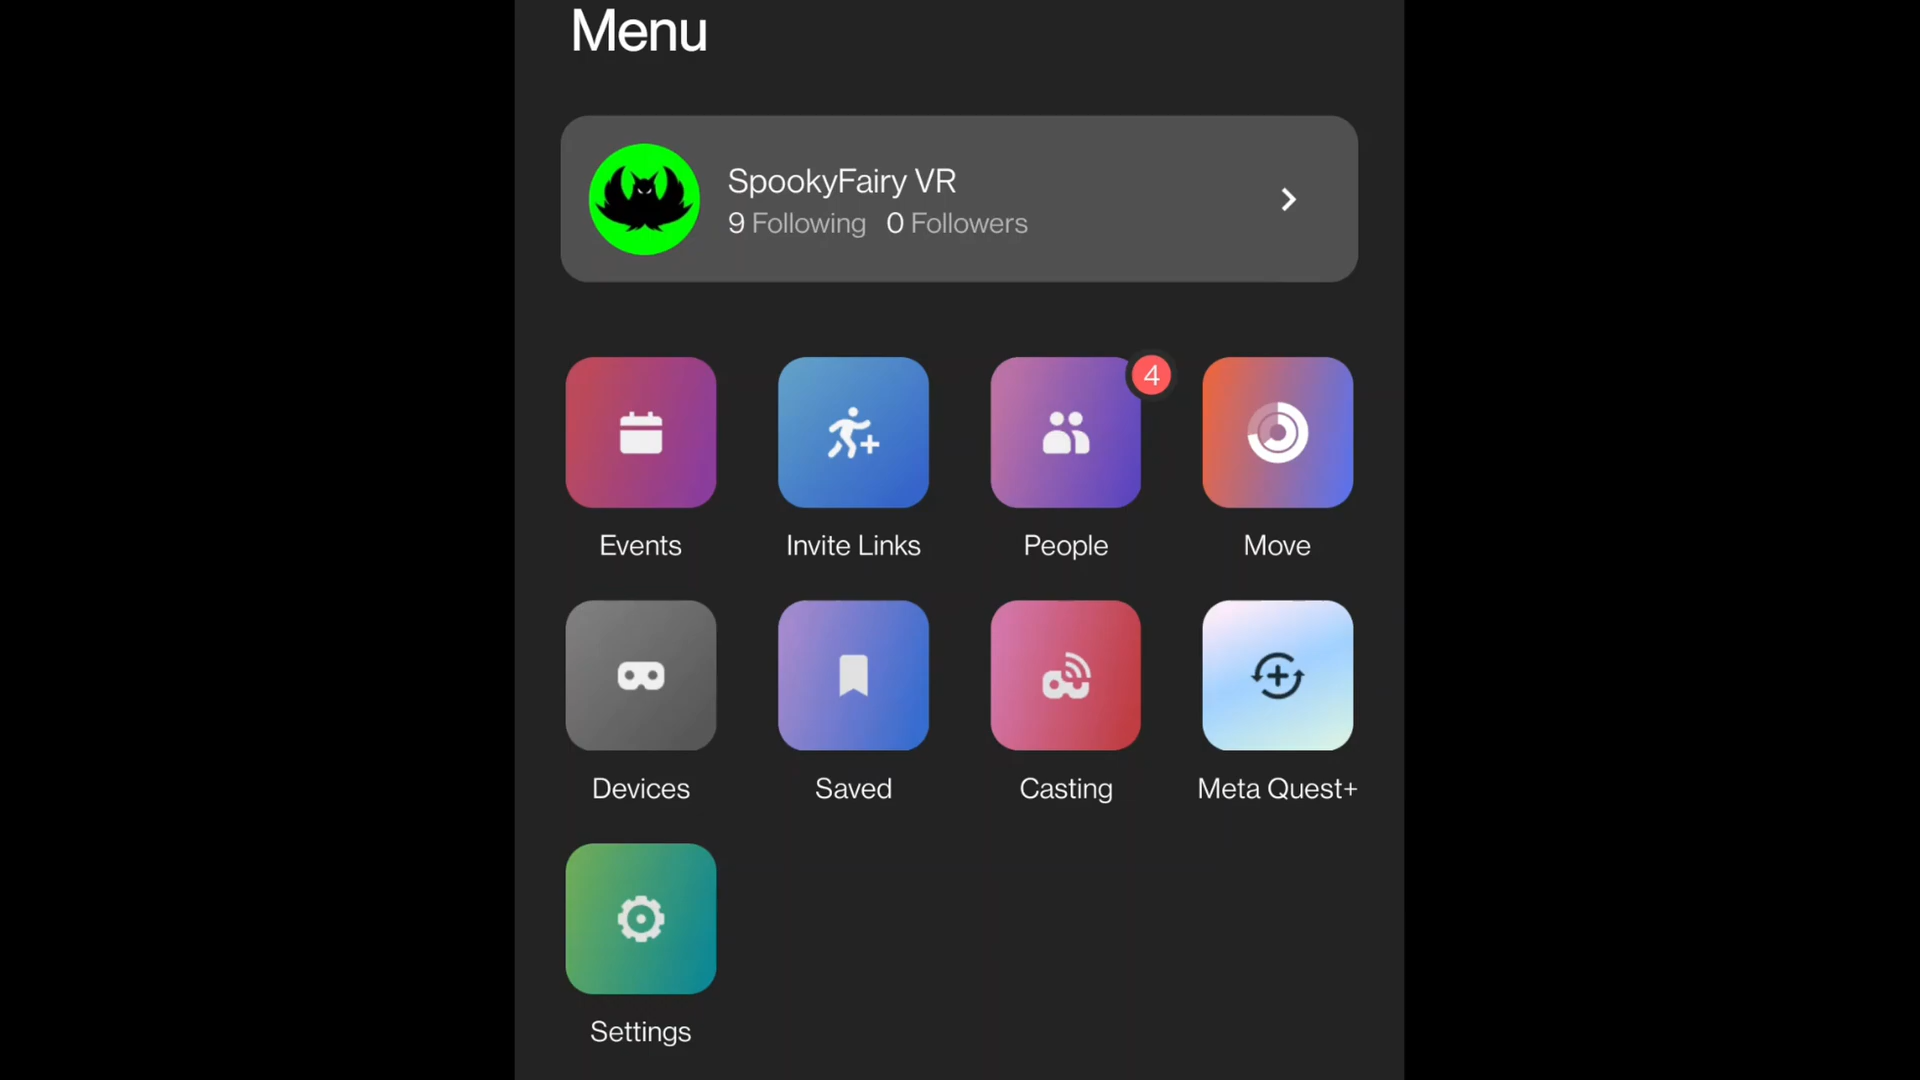 Menu
SpookyFairy VR
9 Following 0 Followers
4
Events Invite Links People Move
Devices Saved Casting Meta Quest+
Settings